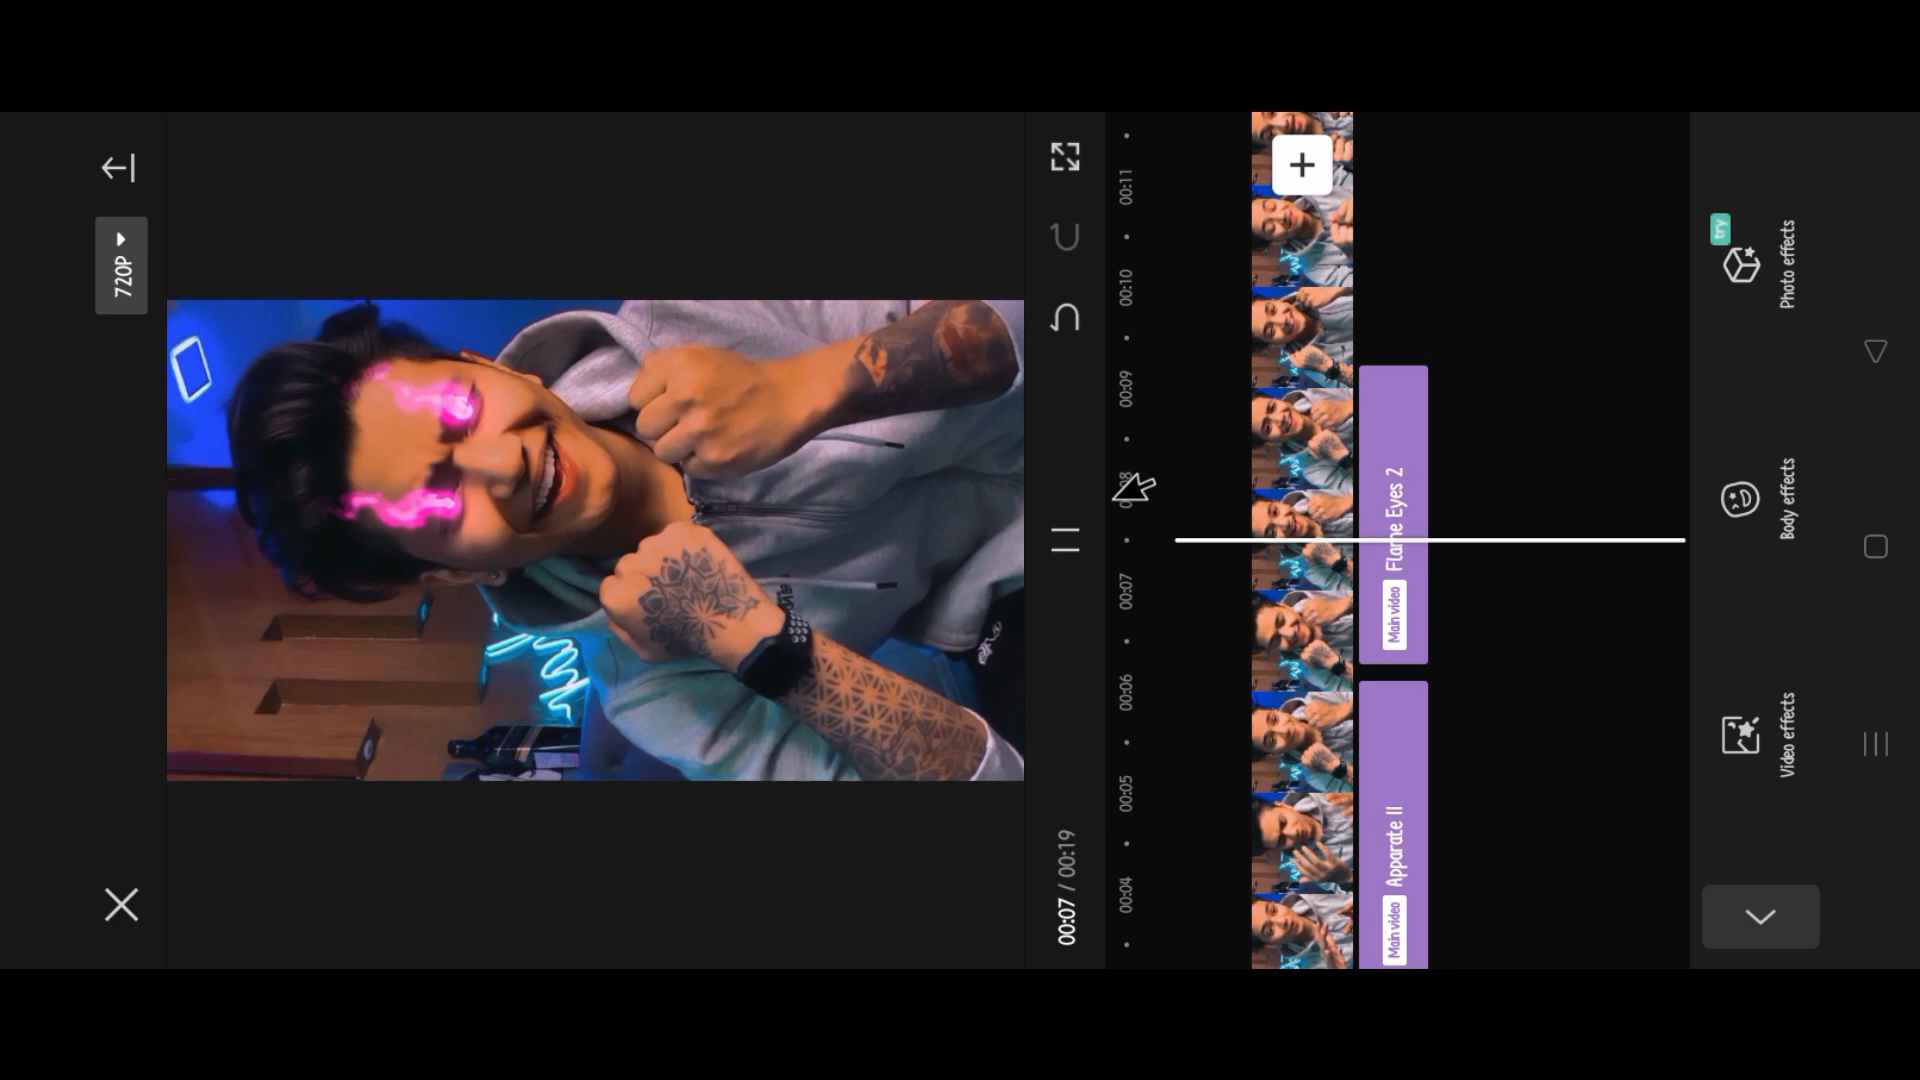 720P
00:07 / 00:19
00:04
00:05
00:06
00:07
00:09
00:10
00:11
Main video Apparate II
Main video Flame Eyes 2
Video effects
Body effects
Photo effects
try